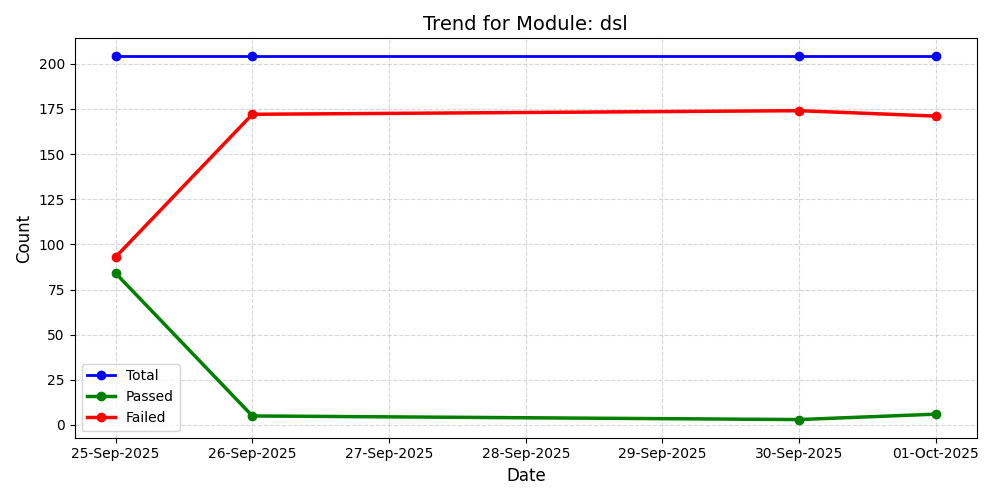 Trend for Module: dsl
Count
200
175
150
125
100
75
50
25
0
Total
Passed
Failed
25-Sep-2025 26-Sep-2025 27-Sep-2025 28-Sep-2025 29-Sep-2025 30-Sep-2025 01-Oct-2025
Date